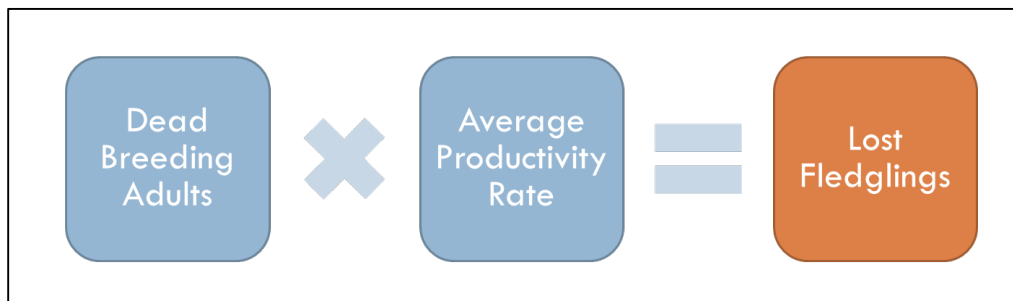 Dead
Breeding
Adults
Average
Productivity
Rate
Lost
Fledglings